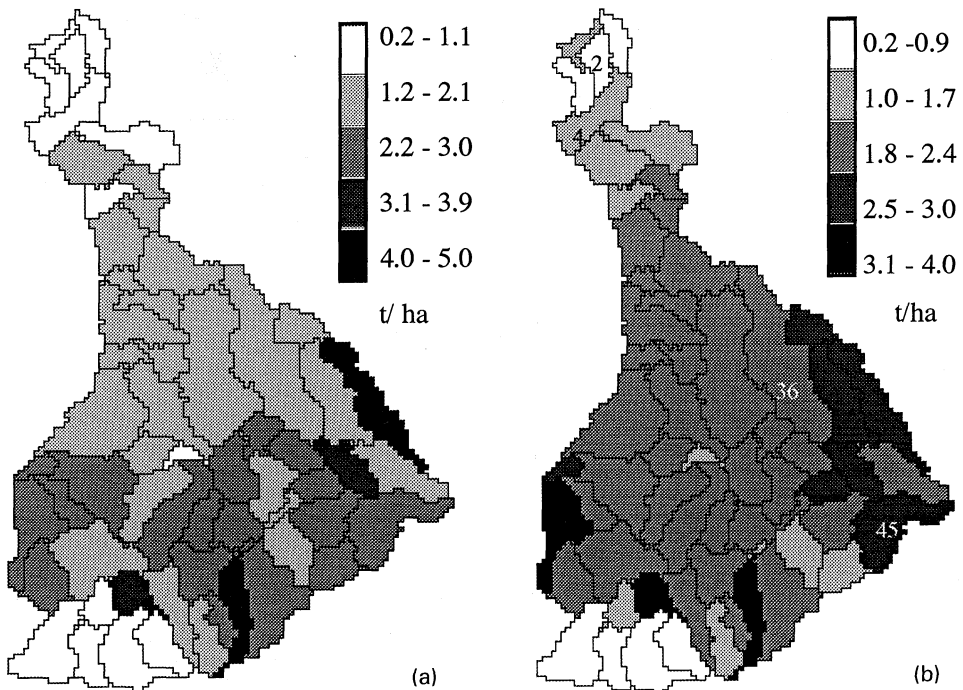 0.2 - 1.1
1.2 - 2.1
2.2 - 3.0
3.1 - 3.9
4.0 - 5.0
t/ ha
(a)
0.2 -0.9
1.0 - 1.7
1.8 - 2.4
2.5 - 3.0
3.1 - 4.0
t/ha
2
4
36
45
(b)